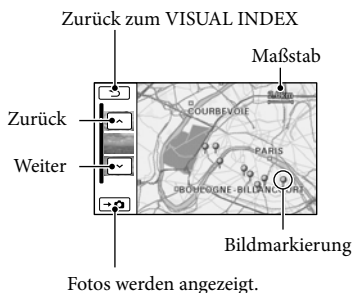 Zurück zum VISUAL INDEX
Maßstab
COURBEVOIE
Zurück
PARIS
Weiter
BOULOGNE-BILLANCOURT
Bildmarkierung
Fotos werden angezeigt.